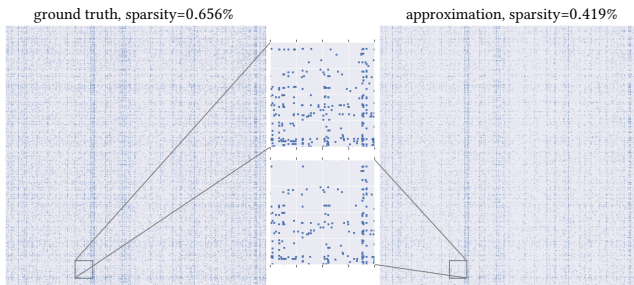 ground truth, sparsity=0.656%
approximation, sparsity=0.419%